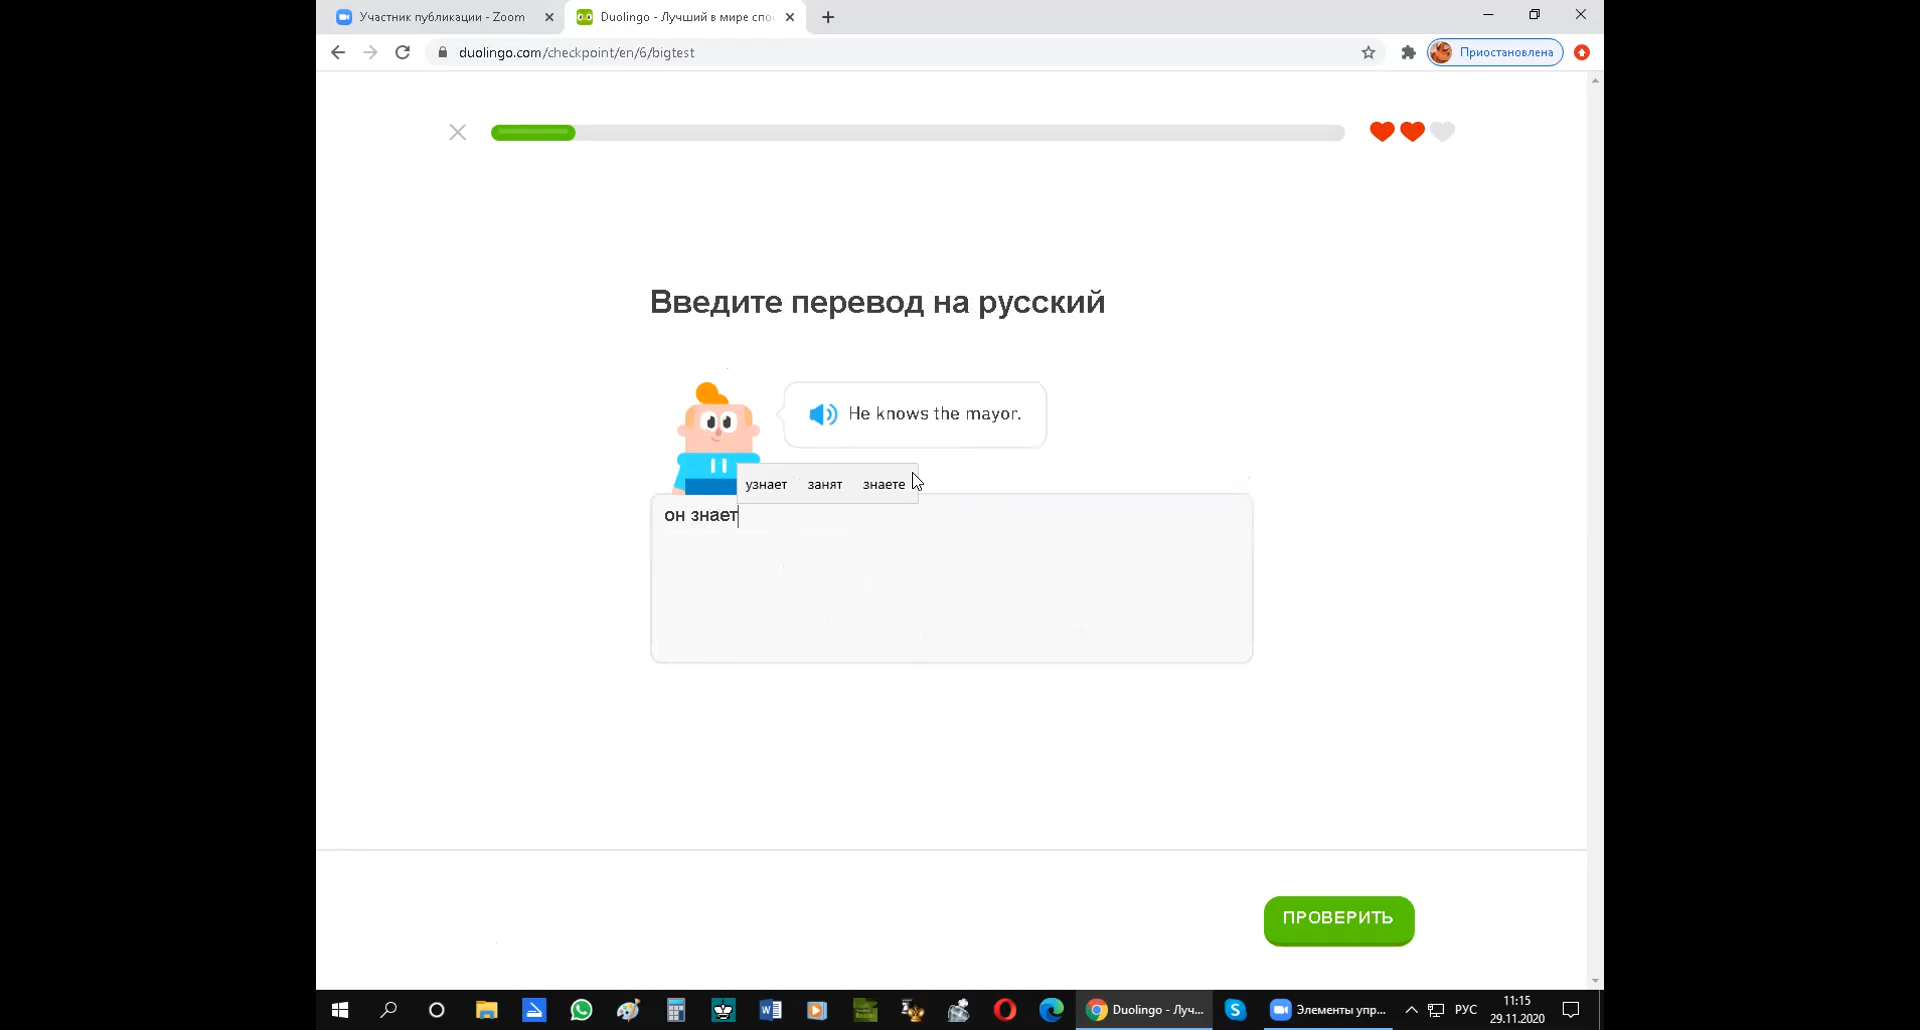 Участник публикации - Zoom
Duolingo - Лучший в мире спо
duolingo.com/checkpoint/en/6/bigtest
Приостановлена
Введите перевод на русский
He knows the mayor.
узнает занят знаете
он знает
ПРОВЕРИТЬ
Duolingo - Луч...
Элементы упр...
РУС
11:15
29.11.2020